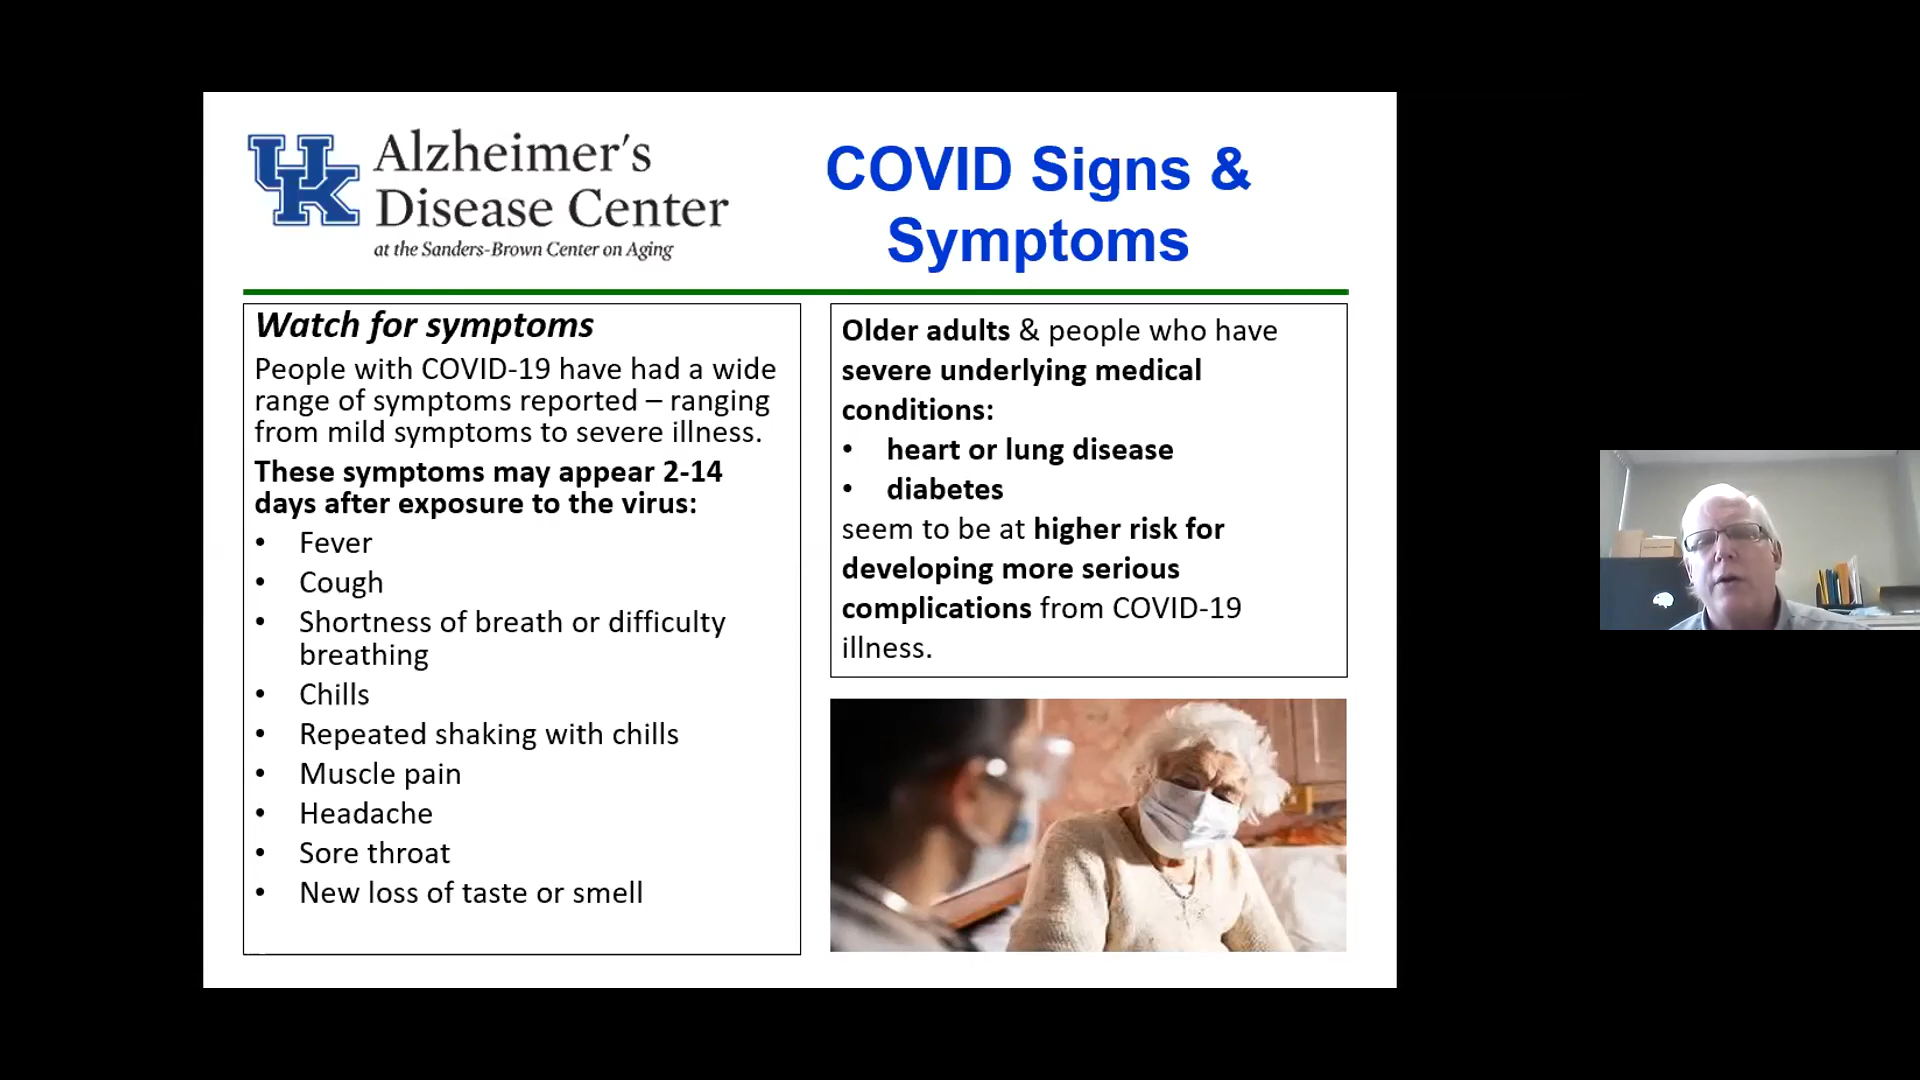 UK
Alzheimer's
Disease Center
at the Sanders-Brown Center on Aging
COVID Signs &
Symptoms
Watch for symptoms
People with COVID-19 have had a wide
range of symptoms reported – ranging
from mild symptoms to severe illness.
These symptoms may appear 2-14
days after exposure to the virus:
• Fever
• Cough
• Shortness of breath or difficulty
breathing
• Chills
• Repeated shaking with chills
• Muscle pain
• Headache
• Sore throat
• New loss of taste or smell
Older adults & people who have
severe underlying medical
conditions:
• heart or lung disease
• diabetes
seem to be at higher risk for
developing more serious
complications from COVID-19
illness.